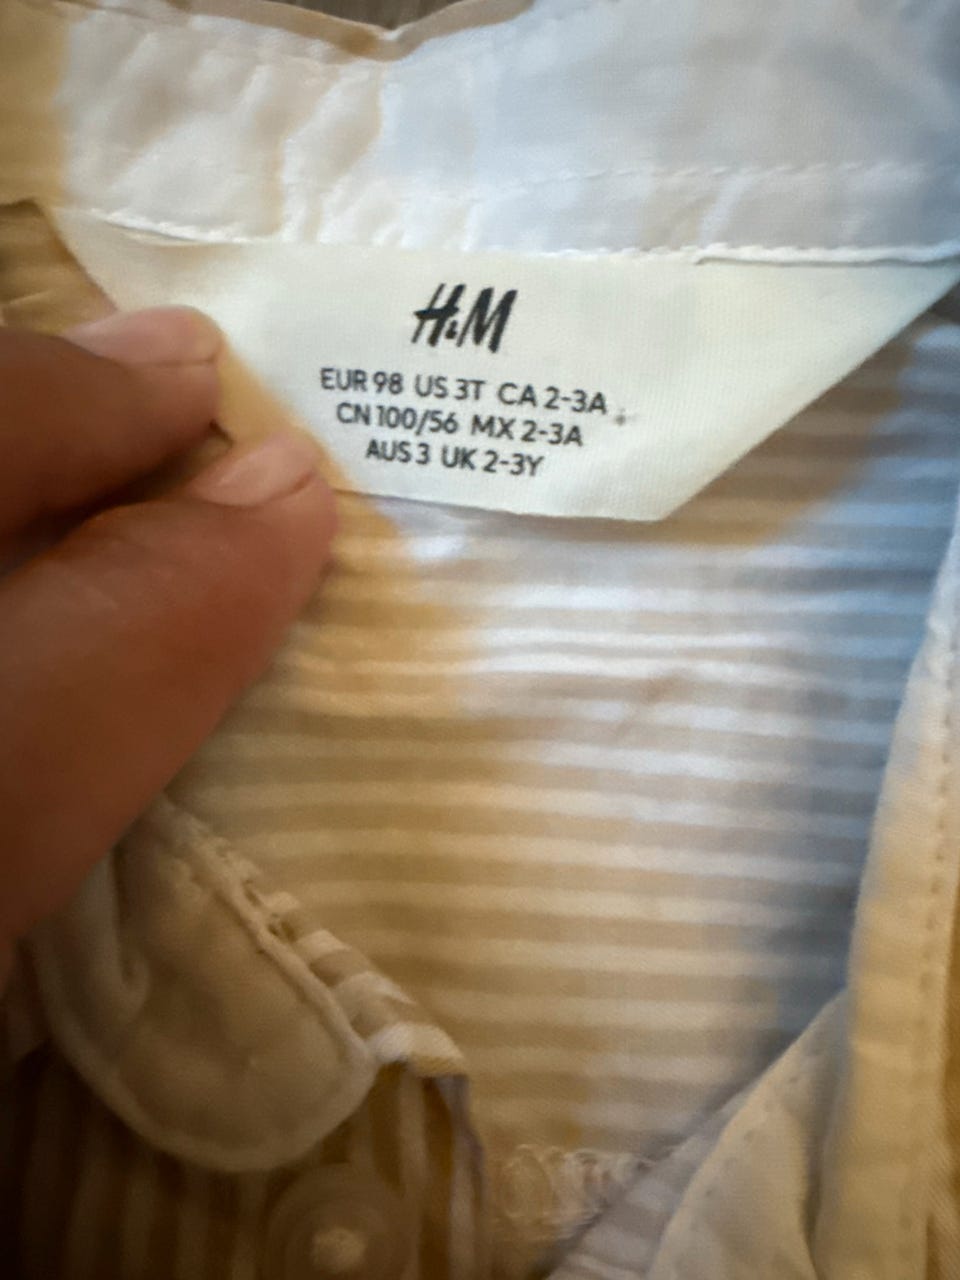 H&M
EUR 98 US 3T CA 2-3A
CN 100/56 MX 2-3A
AUS 3 UK 2-3Y